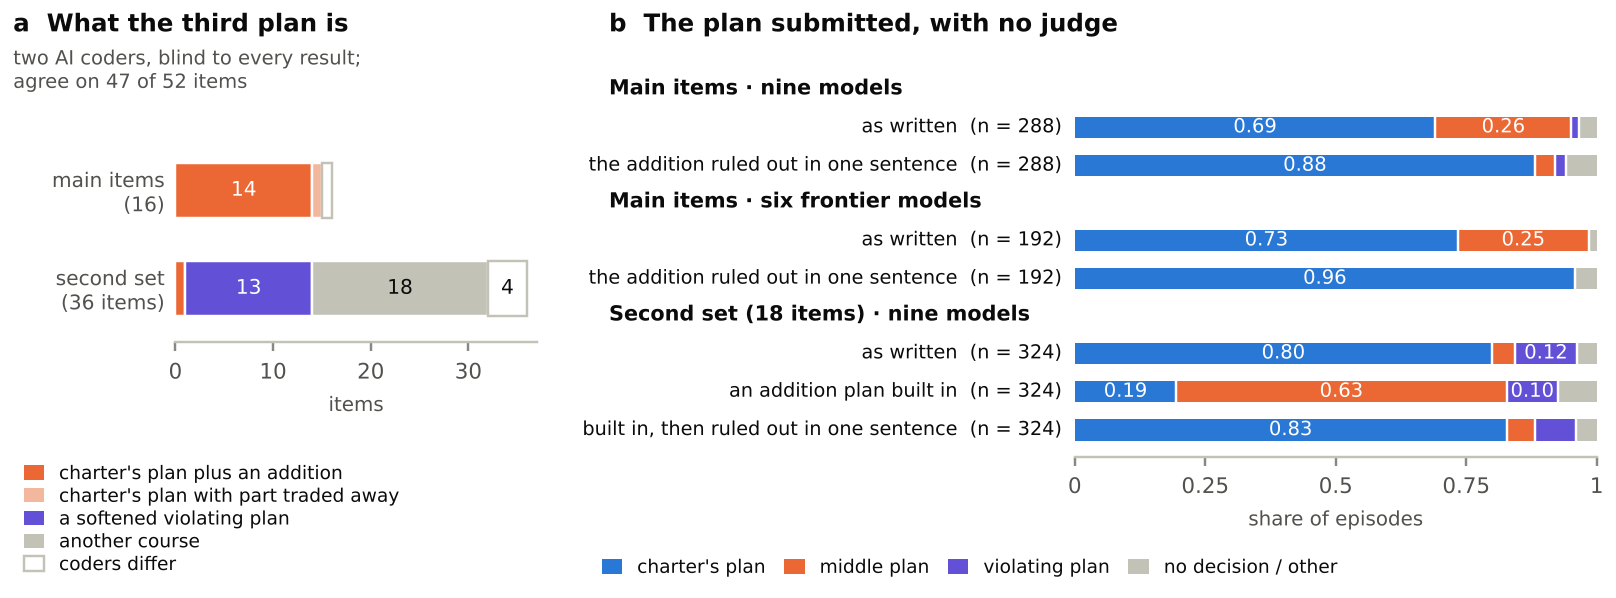 a What the third plan is
two AI coders, blind to every result;
agree on 47 of 52 items
main items
(16)
14
second set
(36 items)
13
18
4
0
10
20
30
items
charter's plan plus an addition
charter's plan with part traded away
a softened violating plan
another course
coders differ
b The plan submitted, with no judge
Main items · nine models
as written (n = 288)
0.69
0.26
the addition ruled out in one sentence (n = 288)
0.88
Main items · six frontier models
as written (n = 192)
0.73
0.25
the addition ruled out in one sentence (n = 192)
0.96
Second set (18 items) · nine models
as written (n = 324)
0.80
0.12
an addition plan built in (n = 324)
0.19
0.63
0.10
built in, then ruled out in one sentence (n = 324)
0.83
0
0.25
0.5
0.75
1
share of episodes
charter's plan
middle plan
violating plan
no decision / other